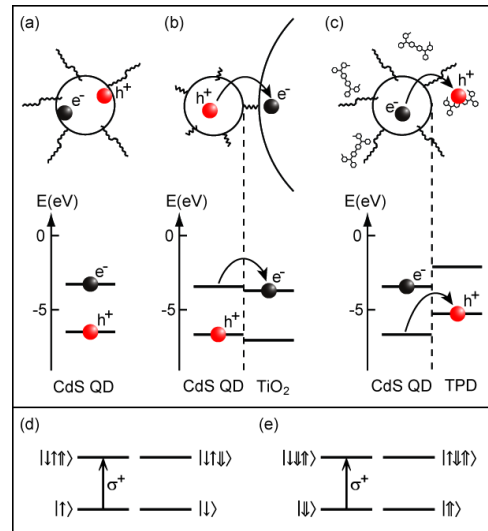 (a) (b) (c)
h⁺ e⁻
h⁺ e⁻
e⁻ h⁺
E(eV) E(eV) E(eV)
0 0 0
e⁻ e⁻ e⁻
-5 -5 -5
h⁺ h⁺ h⁺
CdS QD CdS QD TiO₂ CdS QD TPD
(d) (e)
|↓↑⇑⟩ |↓↑⇓⟩ |↓⇓⇑⟩ |↑⇓⇑⟩
σ⁺ σ⁺
|↑⟩ |↓⟩ |⇓⟩ |⇑⟩